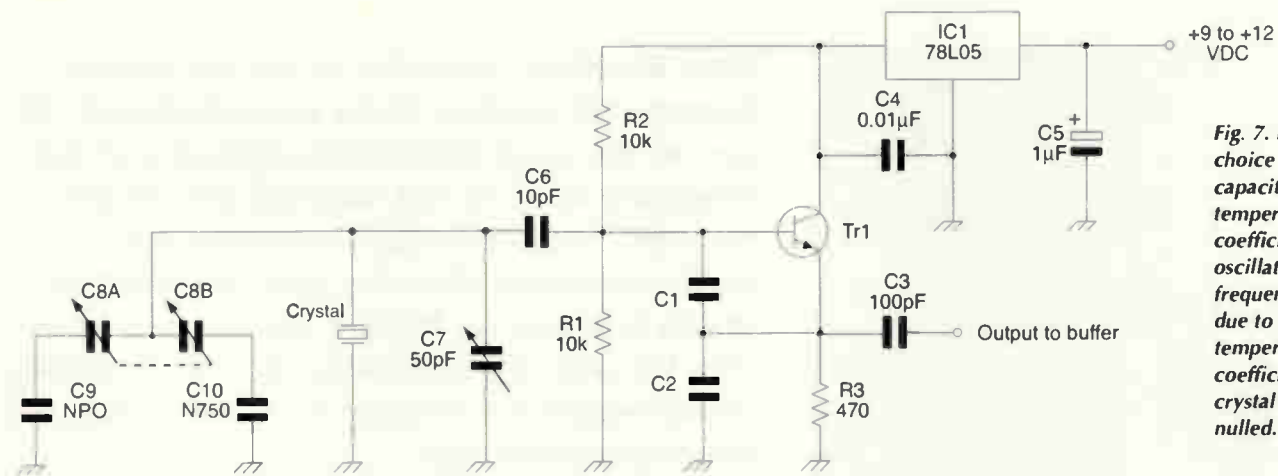 IC1
78L05
+9 to +12
VDC
C4
0.01µF
+
C5
1µF
R2
10k
C6
10pF
Tr1
C8A
C8B
Crystal
C7
50pF
R1
10k
C1
C3
100pF
Output to buffer
C9
NPO
C10
N750
C2
R3
470
Fig. 7.
choice
capacit
temper
coeffic
oscillat
frequen
due to
temper
coeffic
crystal
nulled.